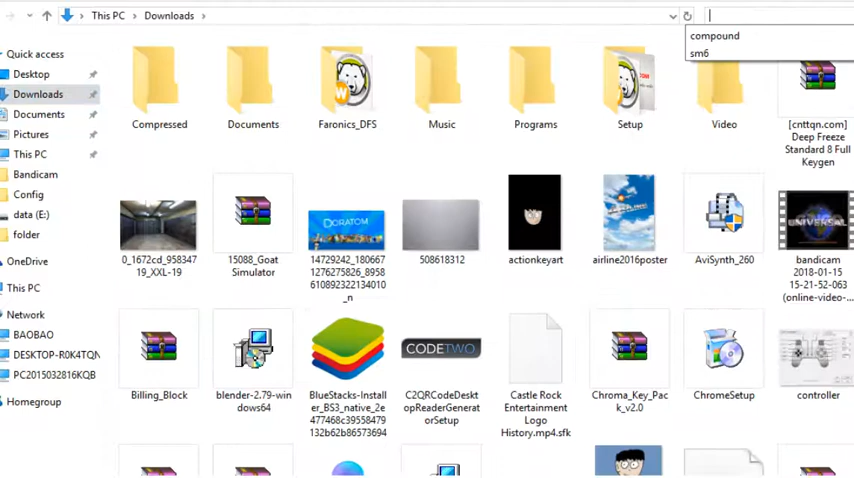 This PC
Downloads
compound
sm6
Quick access
Desktop
Downloads
Documents
Pictures
This PC
Bandicam
Config
data (E:)
folder
OneDrive
This PC
Network
BAOBAO
DESKTOP-R0K4TQN
PC2015032816KQB
Homegroup
Compressed
Documents
Faronics_DFS
Music
Programs
Setup
Video
[cnttqn.com]
Deep Freeze
Standard 8 Full
Keygen
0_1672cd_958347
19_XXL-19
15088_Goat
Simulator
DORATOM
14729242_180667
1276275826_8958
610892322134010
_n
508618312
actionkeyart
airline2016poster
AviSynth_260
UNIVERSAL
bandicam
2018-01-15
15-21-52-063
(online-video-...
Billing_Block
blender-2.79-win
dows64
BlueStacks-Install
er_BS3_native_2e
477468c39558479
132b62b86573694
CODETWO
C2QRCodeDeskt
opReaderGenerat
orSetup
Castle Rock
Entertainment
Logo
History.mp4.sfk
Chroma_Key_Pac
k_v2.0
ChromeSetup
controller